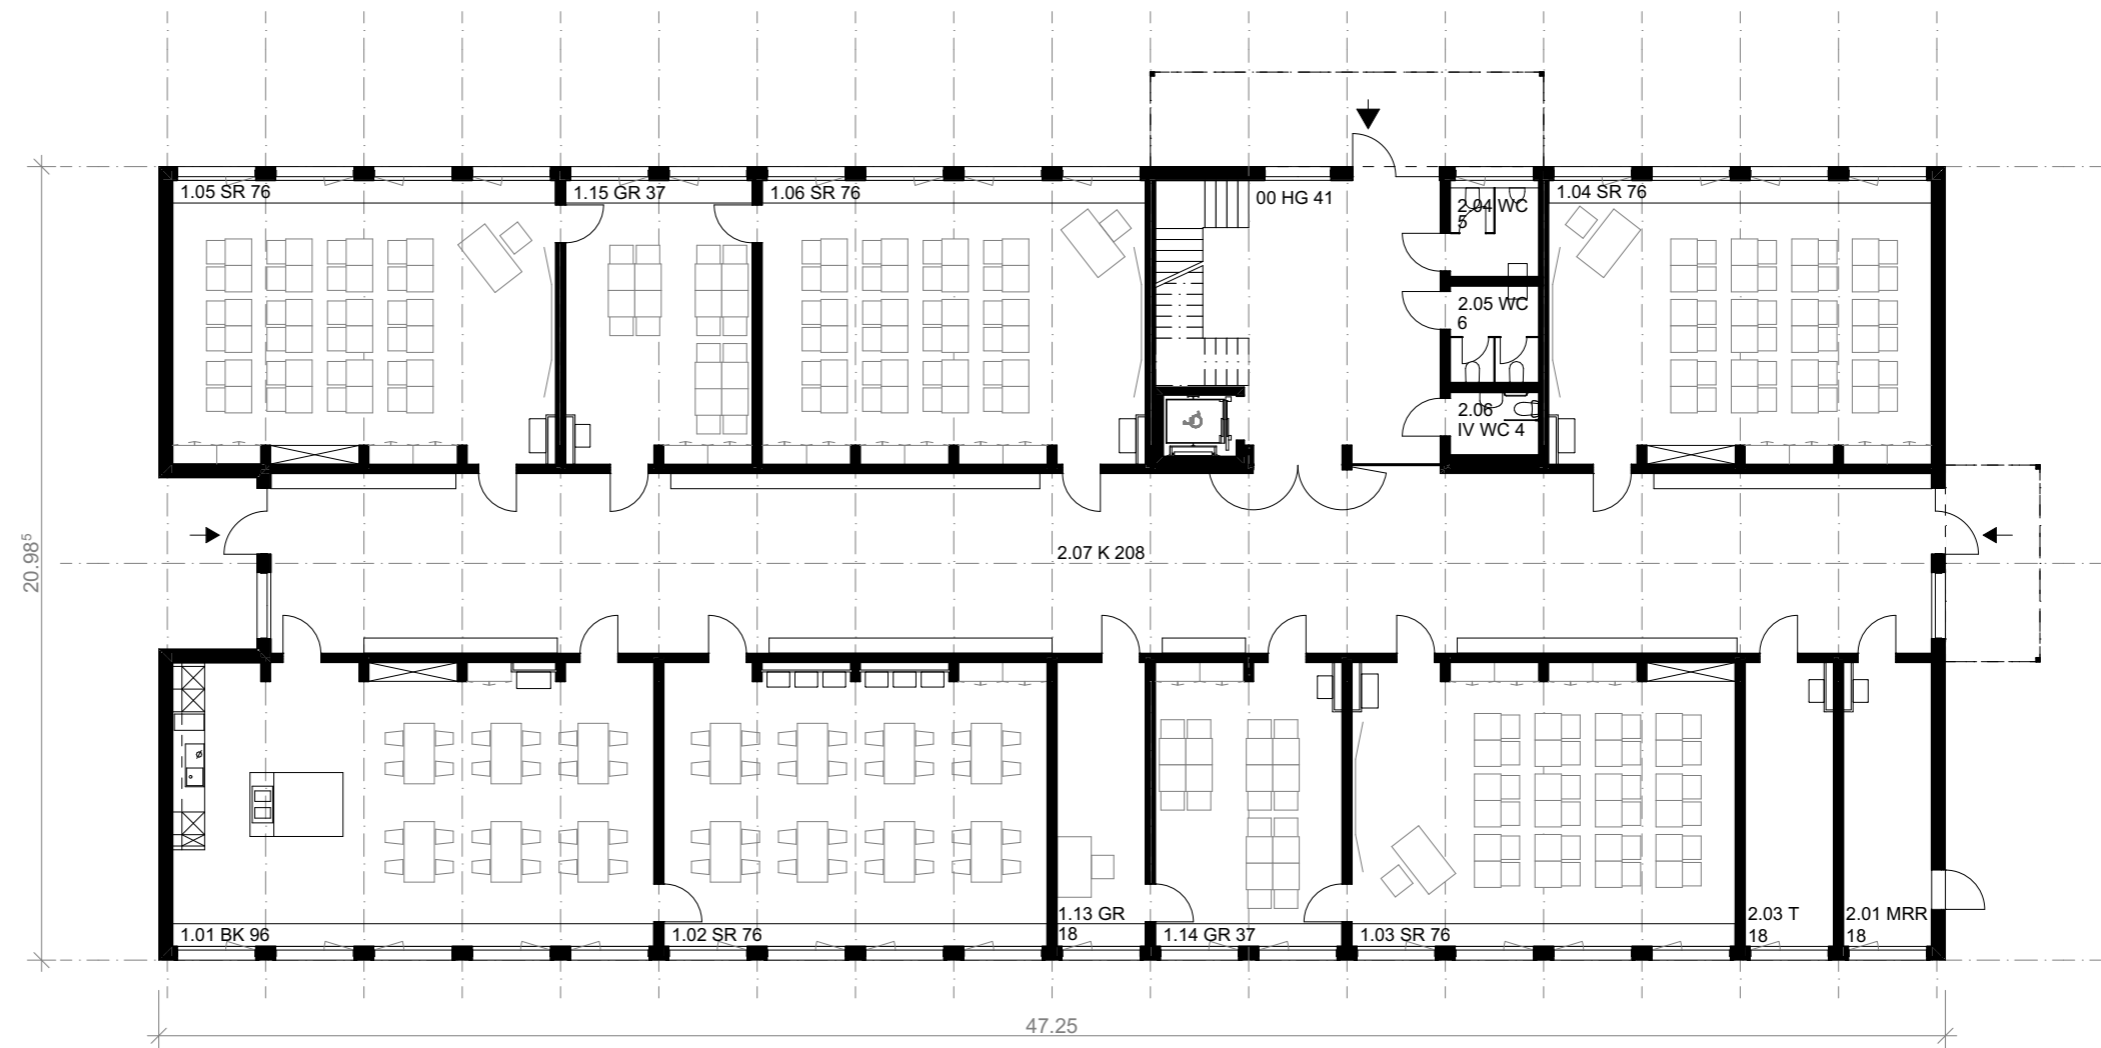 1.05 SR 76
1.15 GR 37
1.06 SR 76
00 HG 41
2.04 WC
5
1.04 SR 76
2.05 WC
6
2.06
IV WC 4
2.07 K 208
20.98⁵
1.01 BK 96
1.02 SR 76
1.13 GR
18
1.14 GR 37
1.03 SR 76
2.03 T
18
2.01 MRR
18
47.25